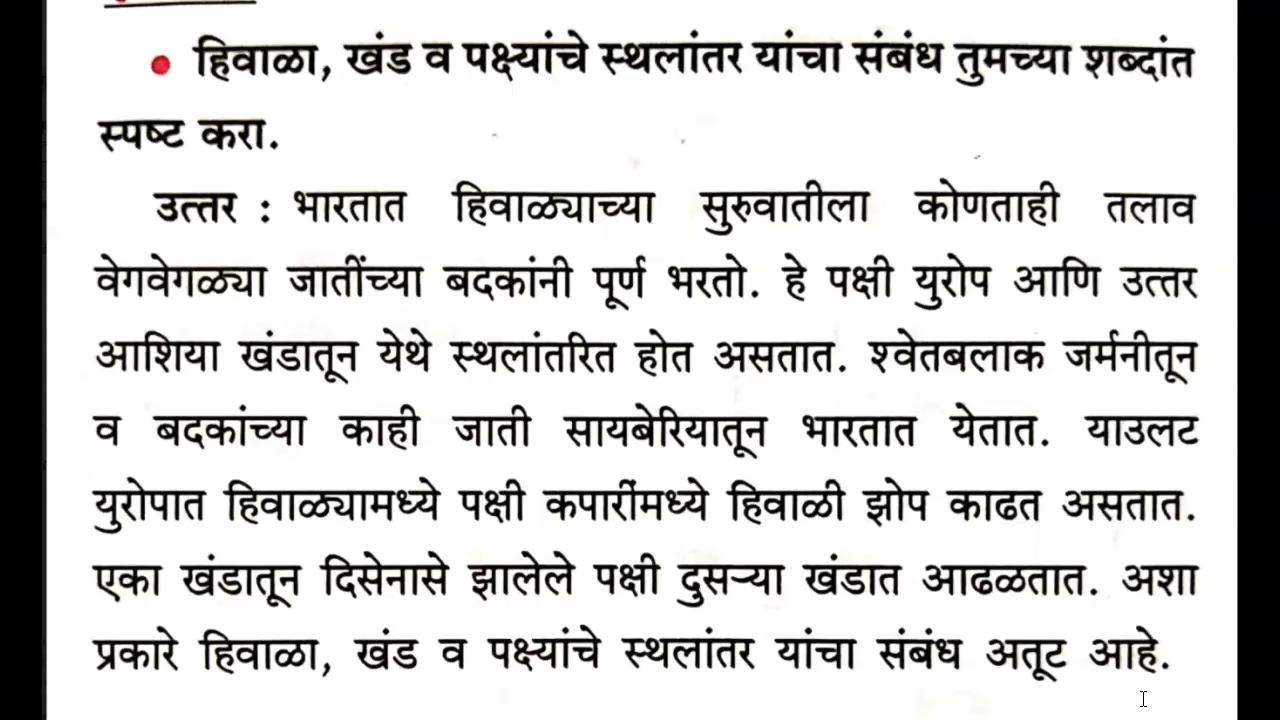 • हिवाळा, खंड व पक्ष्यांचे स्थलांतर यांचा संबंध तुमच्या शब्दांत
स्पष्ट करा.
उत्तर : भारतात हिवाळ्याच्या सुरुवातीला कोणताही तलाव
वेगवेगळ्या जातींच्या बदकांनी पूर्ण भरतो. हे पक्षी युरोप आणि उत्तर
आशिया खंडातून येथे स्थलांतरित होत असतात. श्वेतबलाक जर्मनीतून
व बदकांच्या काही जाती सायबेरियातून भारतात येतात. याउलट
युरोपात हिवाळ्यामध्ये पक्षी कपारींमध्ये हिवाळी झोप काढत असतात.
एका खंडातून दिसेनासे झालेले पक्षी दुसऱ्या खंडात आढळतात. अशा
प्रकारे हिवाळा, खंड व पक्ष्यांचे स्थलांतर यांचा संबंध अतूट आहे.